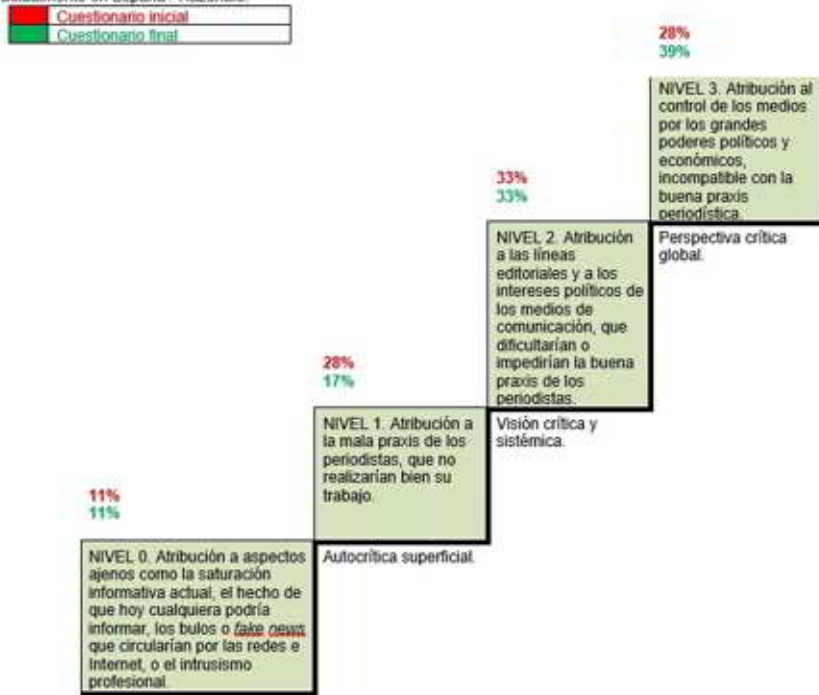 Cuestionario inicial
Cuestionario final
28%
39%
NIVEL 3. Atribución al
control de los medios
por los grandes
poderes políticos y
económicos,
incompatible con la
buena praxis
periodística.
Perspectiva crítica
global.
33%
33%
NIVEL 2. Atribución
a las líneas
editoriales y a los
intereses políticos de
los medios de
comunicación, que
dificultarían o
impedirían la buena
praxis de los
periodistas.
Visión crítica y
sistémica.
28%
17%
NIVEL 1. Atribución a
la mala praxis de los
periodistas, que no
realizarían bien su
trabajo.
Autocrítica superficial.
11%
11%
NIVEL 0. Atribución a aspectos
ajenos como la saturación
informativa actual, el hecho de
que hoy cualquiera podría
informar, los bulos o fake news
que circularían por las redes e
Internet, o el intrusismo
profesional.